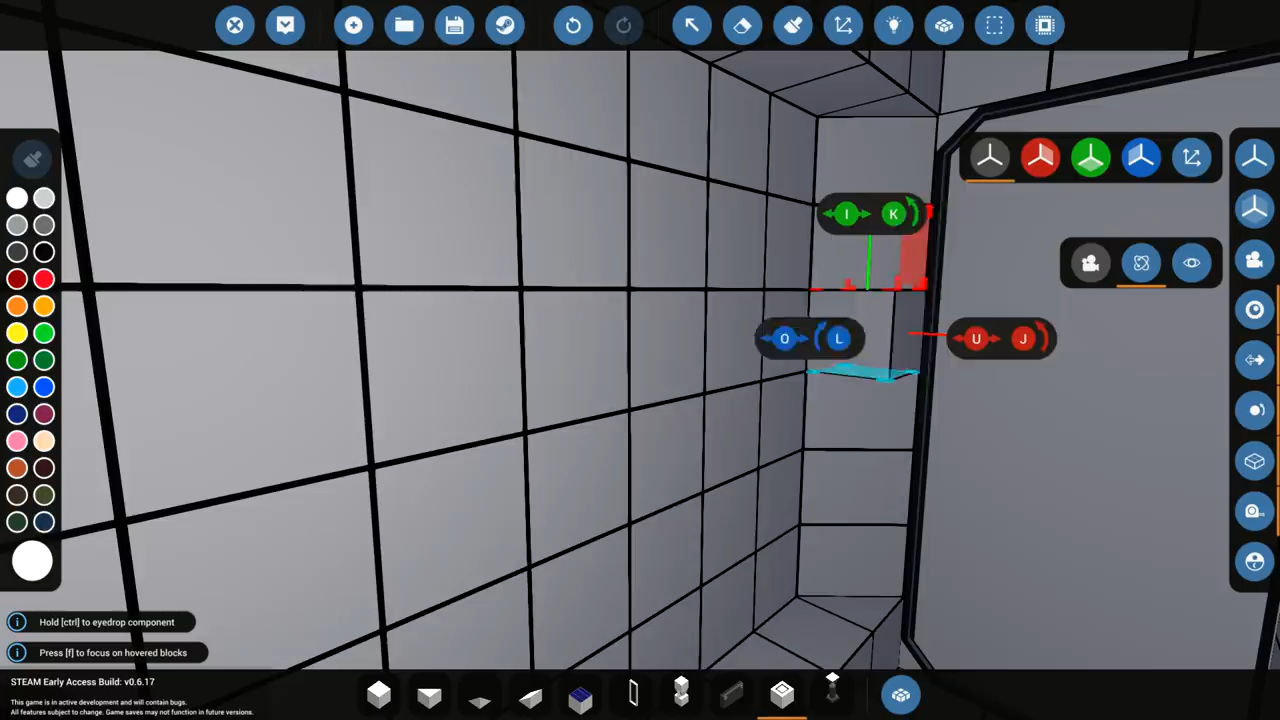 I K
O L
U J
Hold [ctrl] to eyedrop component
Press [f] to focus on hovered blocks
STEAM Early Access Build: v0.6.17
This game is in active development and will contain bugs.
All features subject to change. Game saves may not function in future versions.